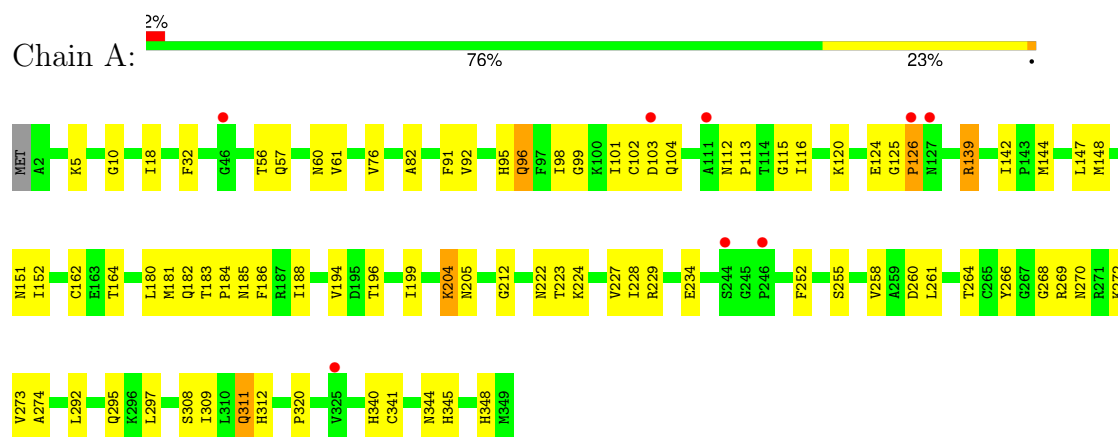 2%
Chain A:
76% 23% •
MET A2 K5 G10 I18 F32 G46 T56 Q57 N60 V61 V76 A82 F91 V92 H95 Q96 F97 I98 G99 K100 I101 C102 D103 Q104 A111 N112 P113 T114 G115 I116 K120 E124 G125 P126 N127 R139 I142 P143 M144 L147 M148
N151 I152 C162 E163 T164 L180 M181 Q182 T183 P184 N185 F186 R187 I188 V194 D195 T196 I199 K204 N205 G212 N222 T223 K224 V227 I228 R229 E234 S244 G245 P246 F252 S255 V258 A259 D260 L261 T264 C265 Y266 G267 G268 R269 N270 R271 K272
V273 A274 L292 Q295 K296 L297 S308 I309 L310 Q311 H312 P320 V325 H340 C341 N344 H345 H348 M349